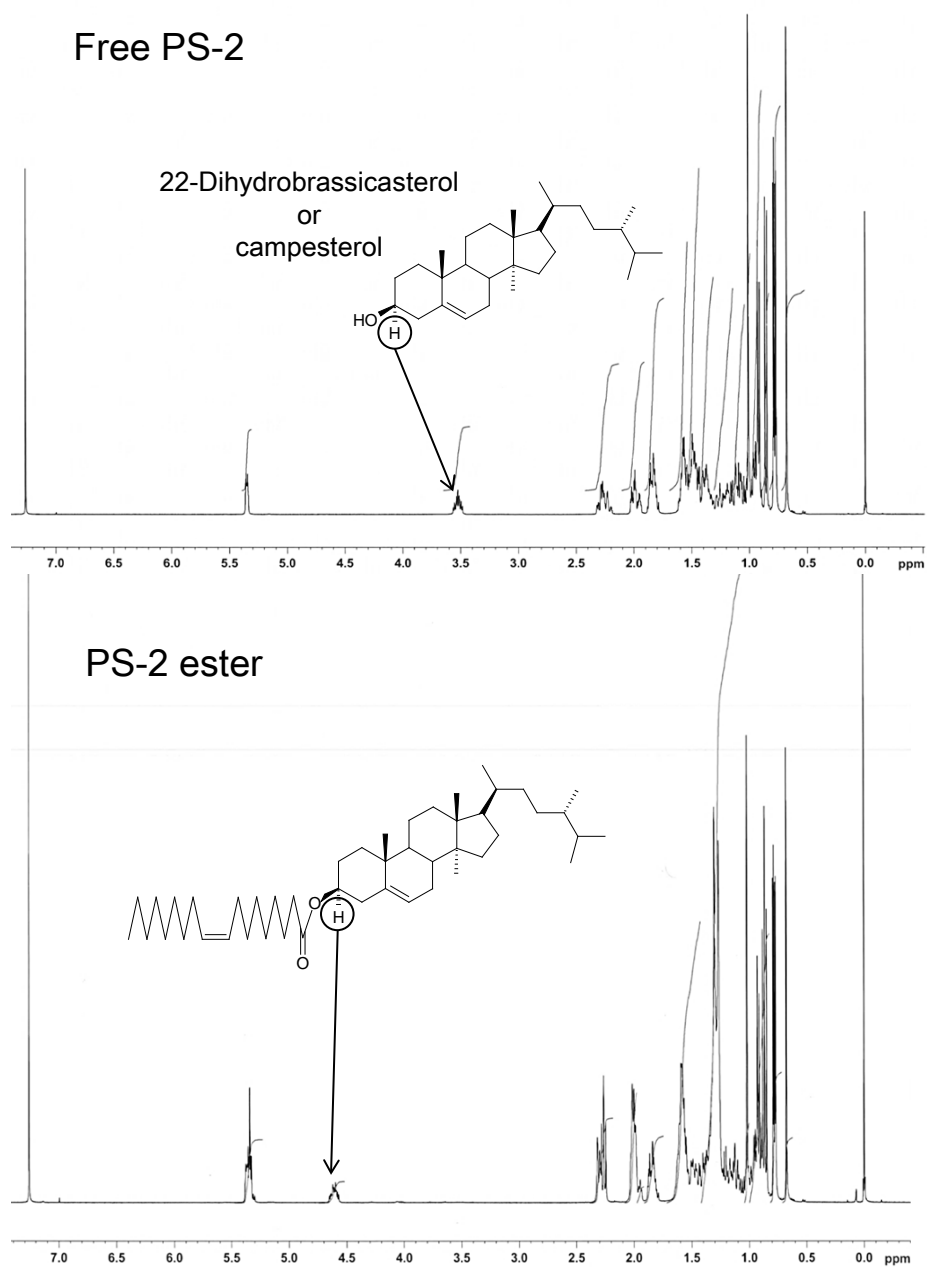 Free PS-2
22-Dihydrobrassicasterol
or
campesterol
HO
H
7.0 6.5 6.0 5.5 5.0 4.5 4.0 3.5 3.0 2.5 2.0 1.5 1.0 0.5 0.0 ppm
PS-2 ester
O
H
O
7.0 6.5 6.0 5.5 5.0 4.5 4.0 3.5 3.0 2.5 2.0 1.5 1.0 0.5 0.0 ppm